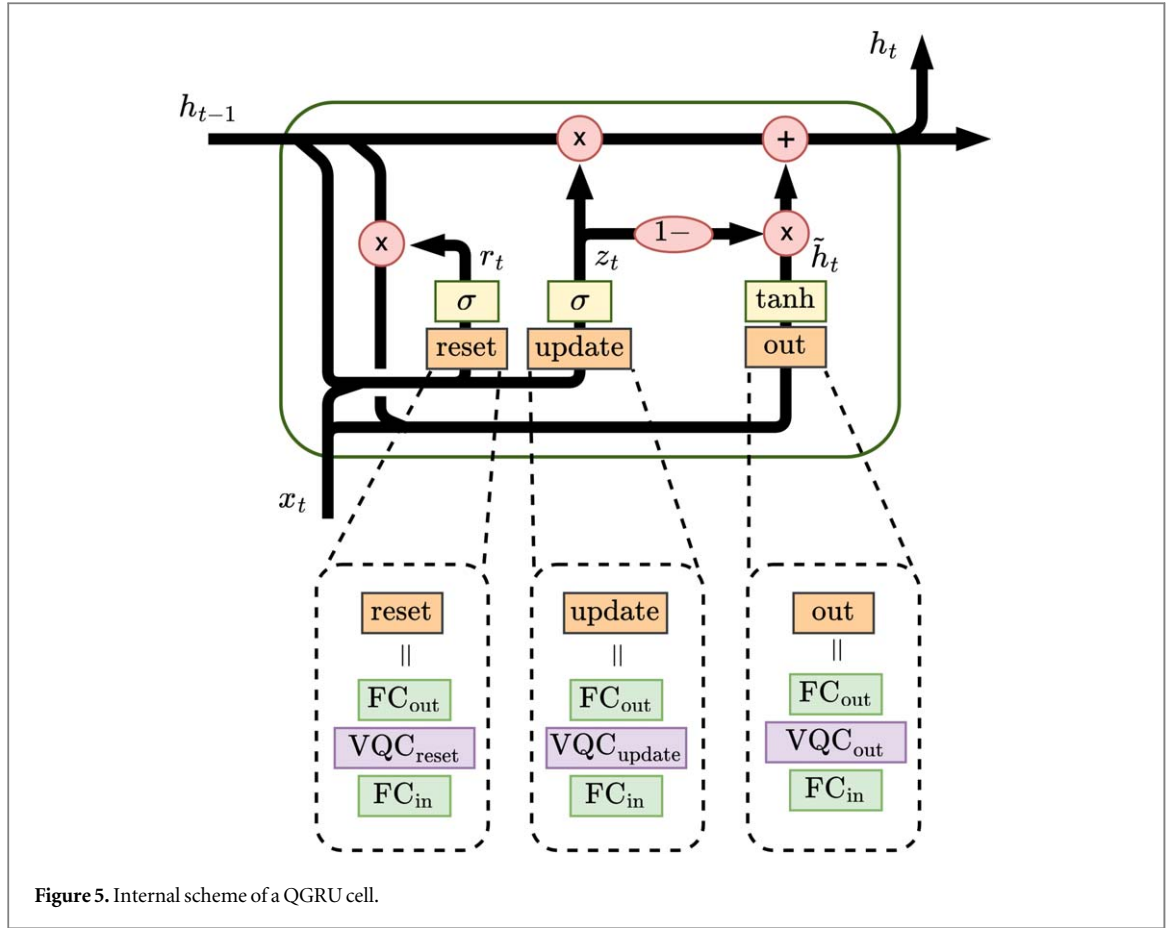 h_t
h_{t−1}
x
+
x
1−
x
r_t
z_t
h̃_t
σ
σ
tanh
reset
update
out
x_t
reset
update
out
=
=
=
FC_out
FC_out
FC_out
VQC_reset
VQC_update
VQC_out
FC_in
FC_in
FC_in
Figure 5. Internal scheme of a QGRU cell.